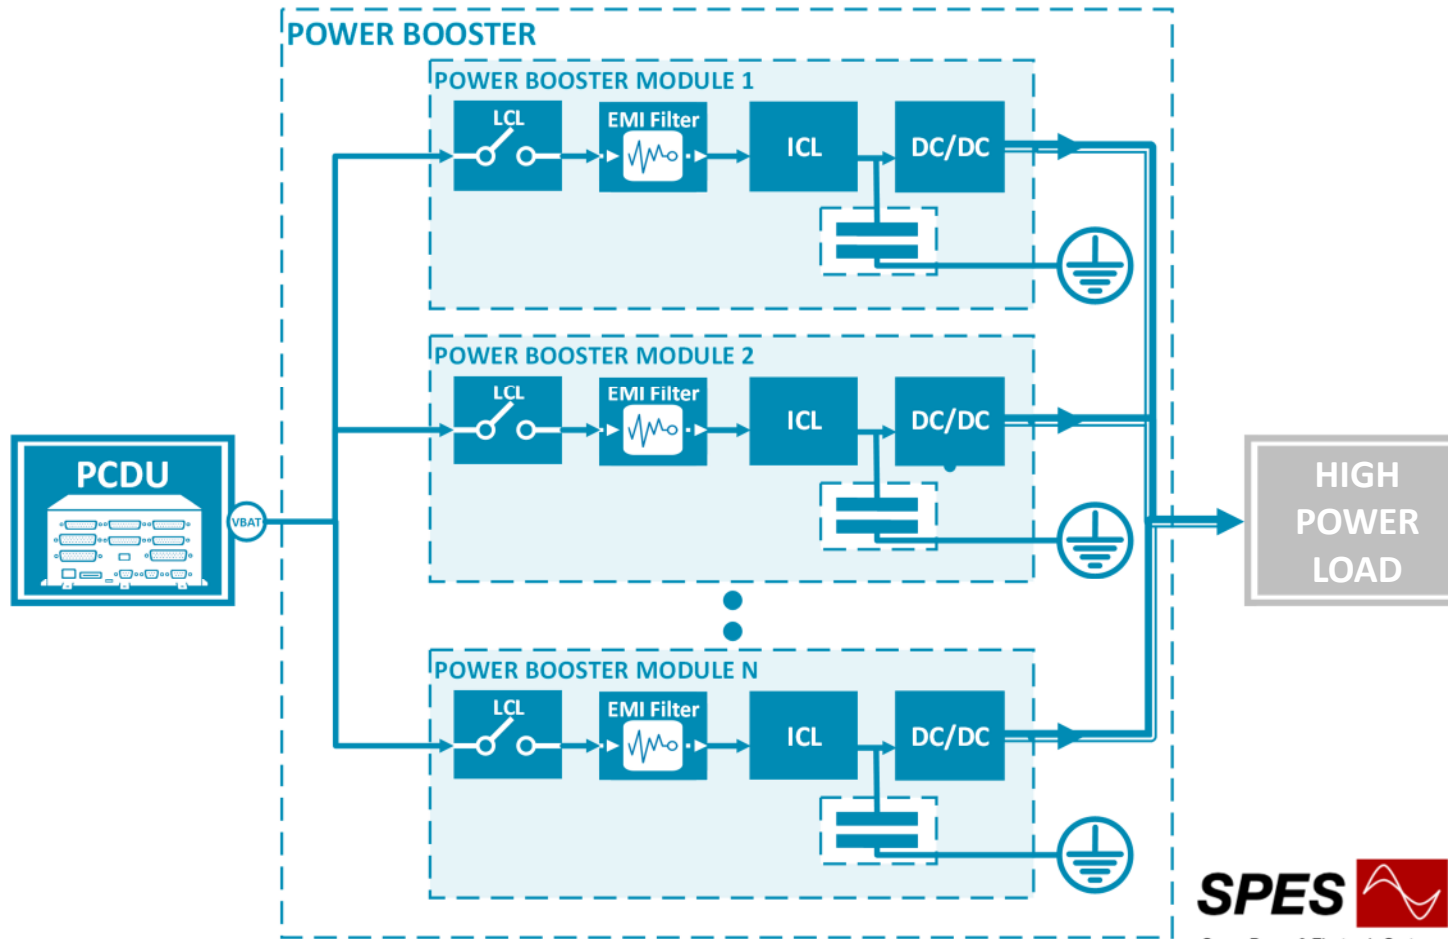 POWER BOOSTER
POWER BOOSTER MODULE 1
LCL
EMI Filter
ICL
DC/DC
POWER BOOSTER MODULE 2
LCL
EMI Filter
ICL
DC/DC
PCDU
VBAT
HIGH
POWER
LOAD
POWER BOOSTER MODULE N
LCL
EMI Filter
ICL
DC/DC
SPES